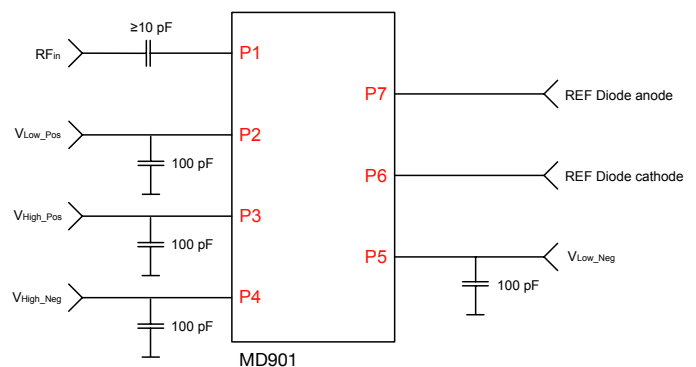 ≥10 pF
RFin
P1
P7
REF Diode anode
VLow_Pos
P2
100 pF
P6
REF Diode cathode
VHigh_Pos
P3
100 pF
P5
VLow_Neg
100 pF
VHigh_Neg
P4
100 pF
MD901